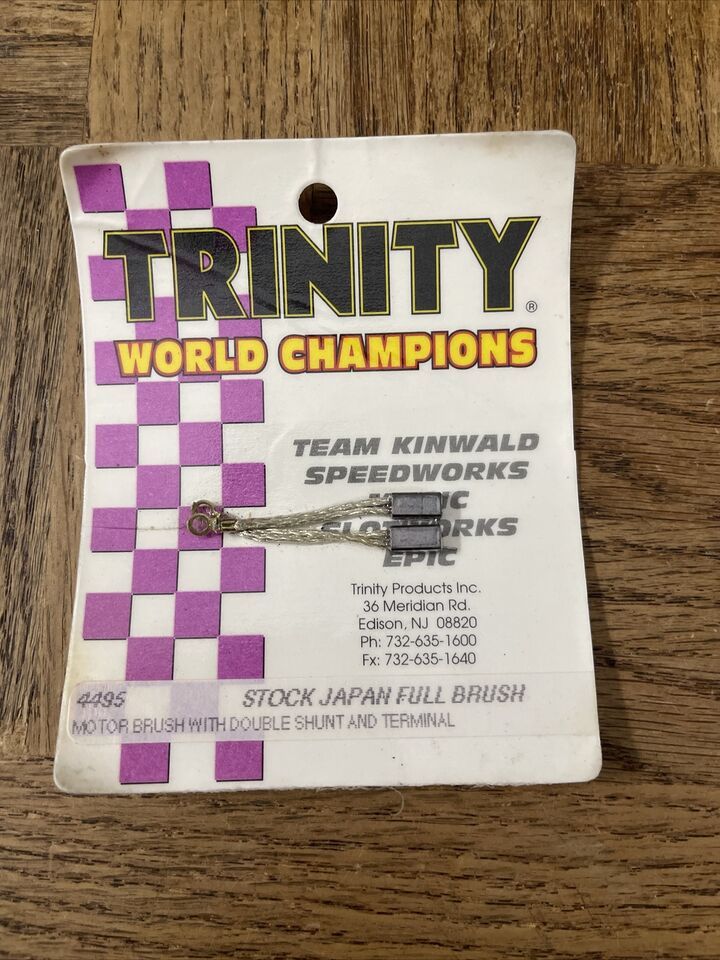 TRINITY®
WORLD CHAMPIONS
TEAM KINWALD
SPEEDWORKS
SLOTWORKS
EPIC
Trinity Products Inc.
36 Meridian Rd.
Edison, NJ 08820
Ph: 732-635-1600
Fx: 732-635-1640
4495 STOCK JAPAN FULL BRUSH
MOTOR BRUSH WITH DOUBLE SHUNT AND TERMINAL